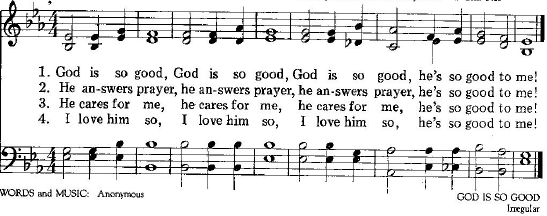 1. God is so good, God is so good, God is so good, he's so good to me!
2. He an-swers prayer, he an-swers prayer, he an-swers prayer, he's so good to me!
3. He cares for me, he cares for me, he cares for me, he's so good to me!
4. I love him so, I love him so, I love him so, he's so good to me!
WORDS and MUSIC: Anonymous GOD IS SO GOOD
Irregular